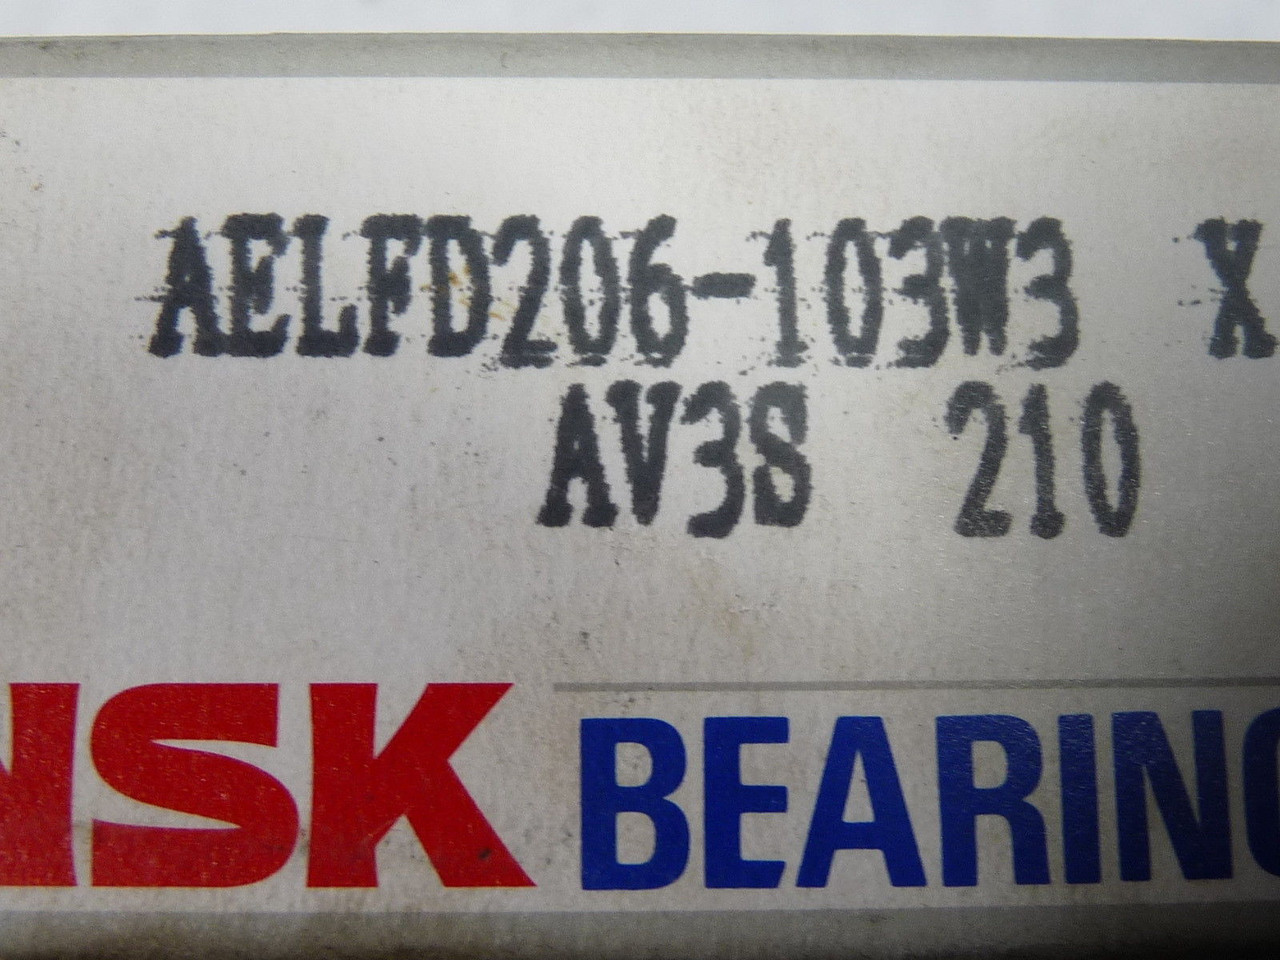 AELFD206-103W3 X
AV3S 210
NSK BEARING